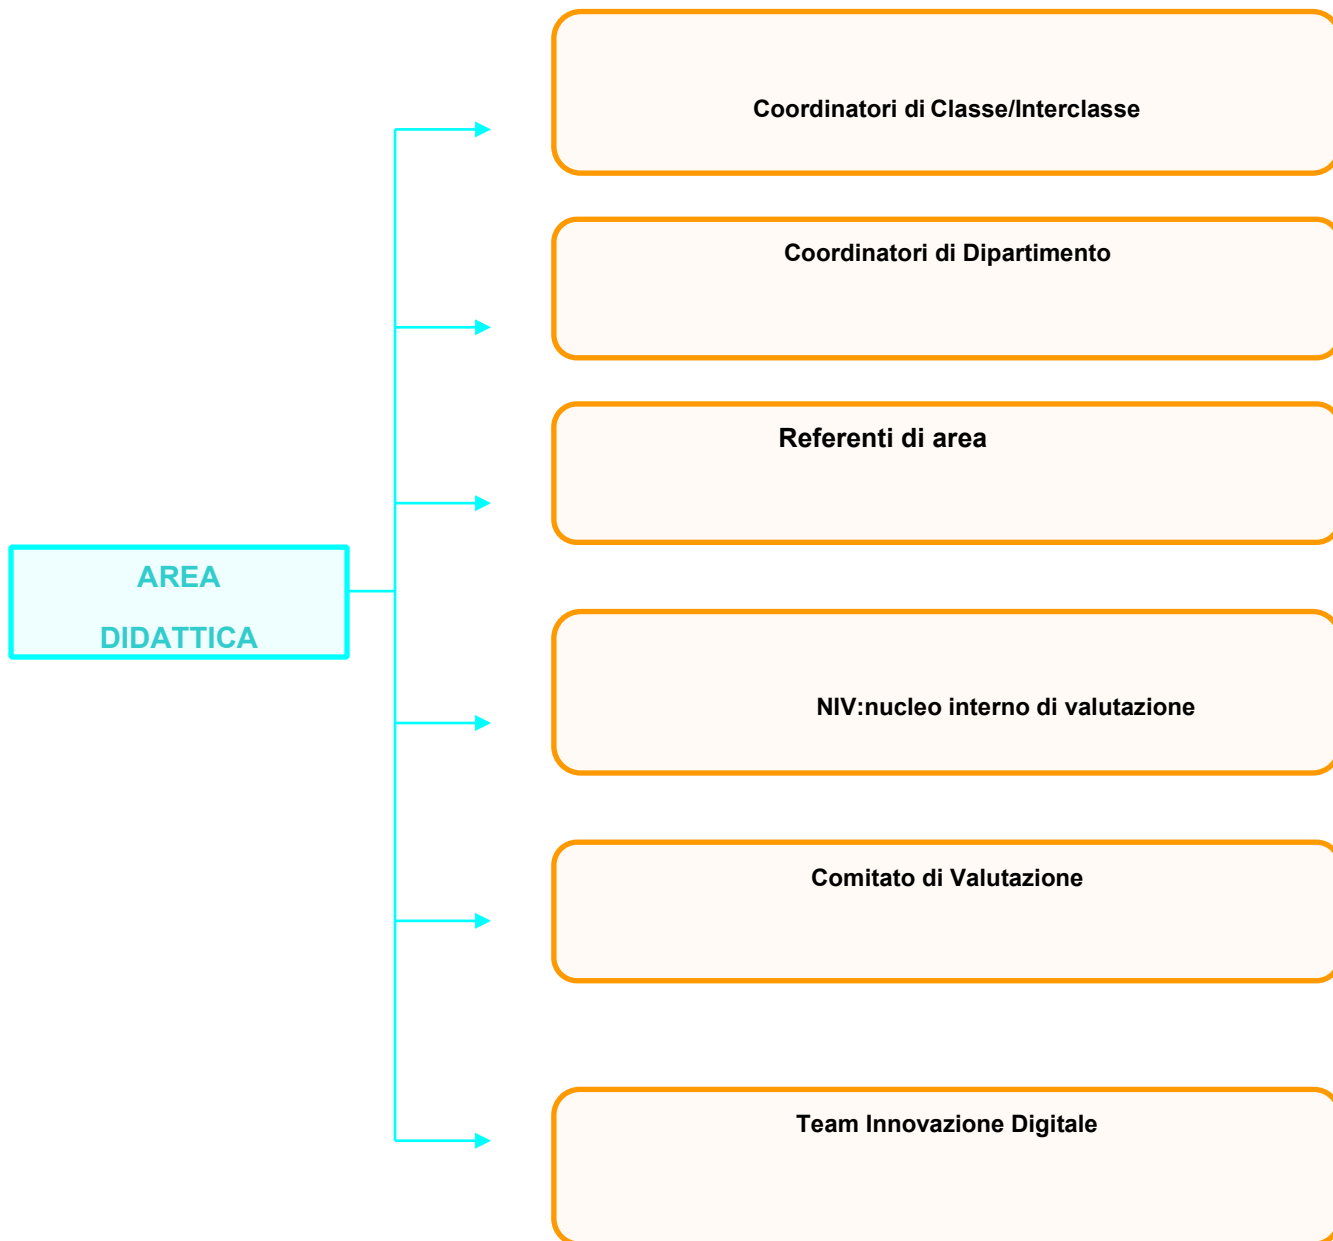 Coordinatori di Classe/Interclasse
Coordinatori di Dipartimento
Referenti di area
AREA
DIDATTICA
NIV:nucleo interno di valutazione
Comitato di Valutazione
Team Innovazione Digitale